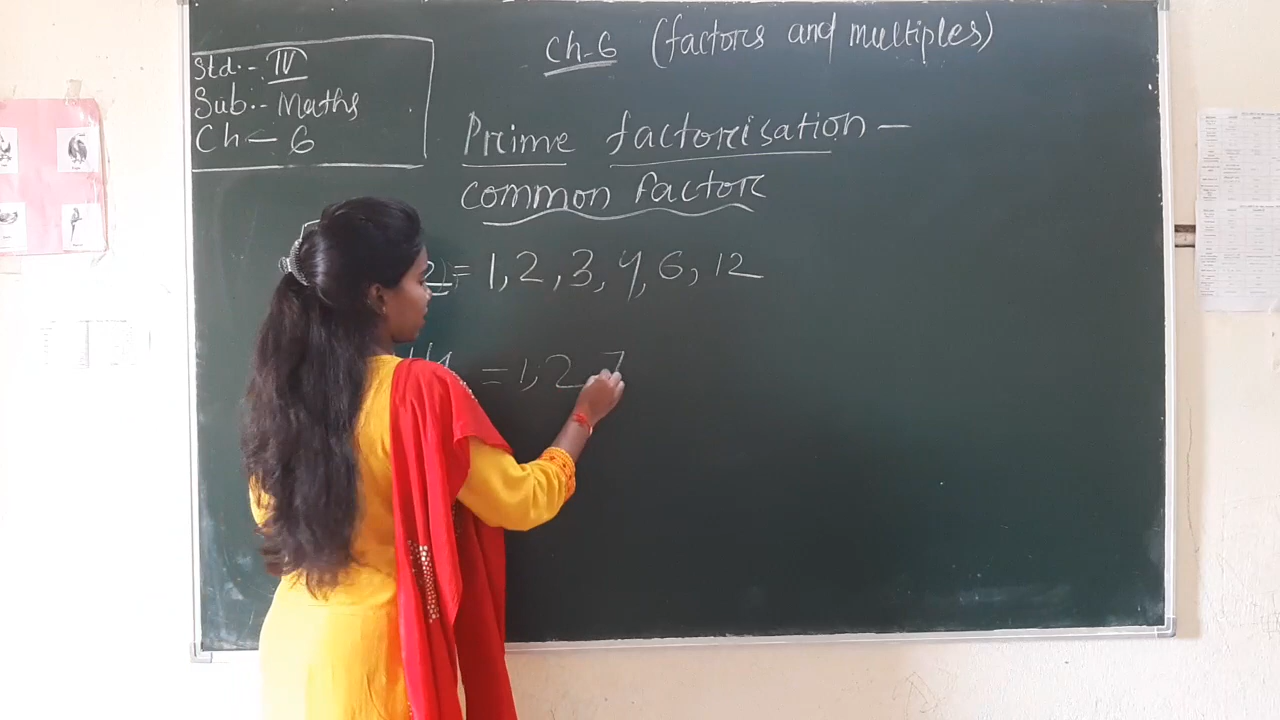 Ch-6 (factors and multiples)
Std:- IV
Sub:- Maths
Ch - 6
Prime factorisation -
common factor
2) = 1, 2, 3, 4, 6, 12
14 = 1, 2, 7